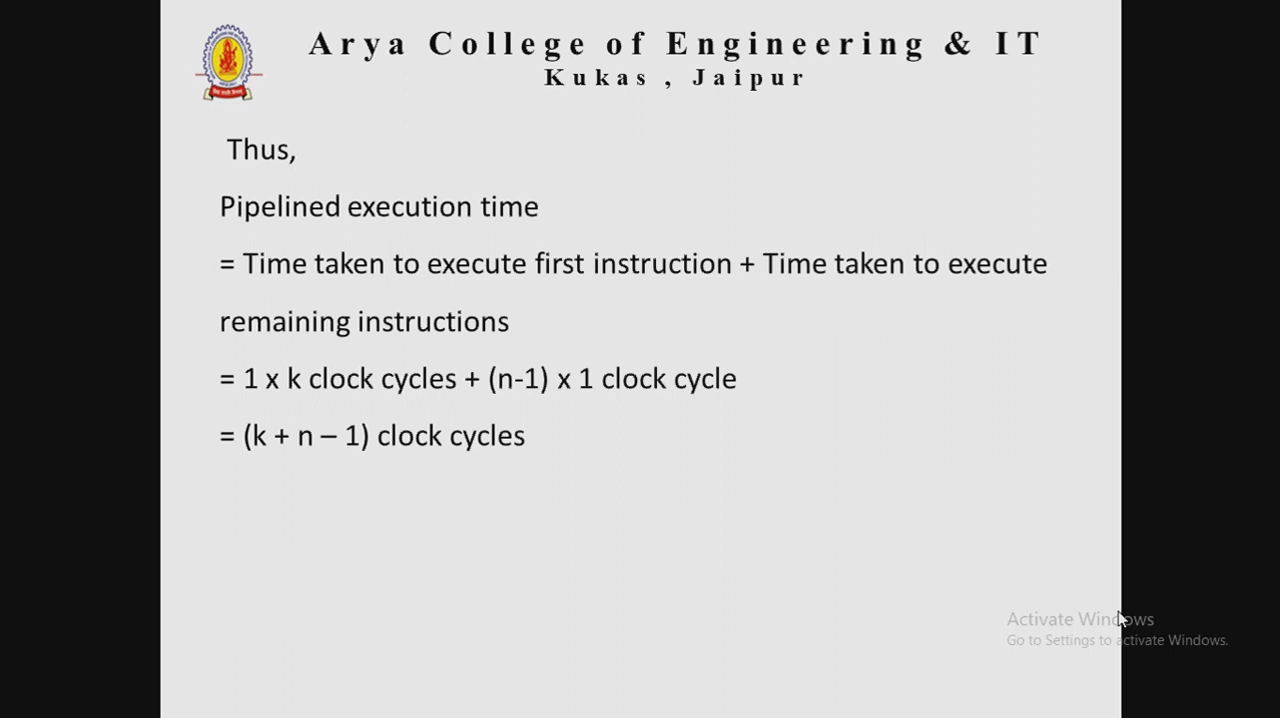 Arya College of Engineering & IT
Kukas , Jaipur
Thus,
Pipelined execution time
= Time taken to execute first instruction + Time taken to execute
remaining instructions
= 1 x k clock cycles + (n-1) x 1 clock cycle
= (k + n – 1) clock cycles
Activate Windows
Go to Settings to activate Windows.